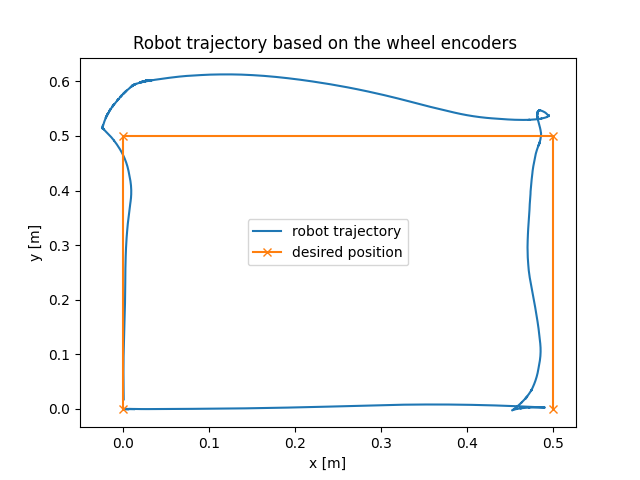 Robot trajectory based on the wheel encoders
0.6
0.5
0.4
0.3
0.2
0.1
0.0
y [m]
robot trajectory
desired position
0.0 0.1 0.2 0.3 0.4 0.5
x [m]